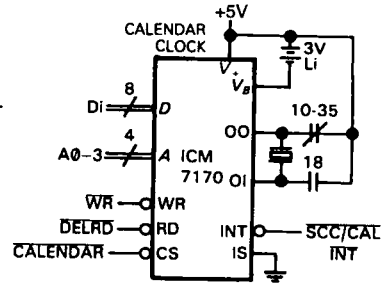 +5V
CALENDAR
CLOCK
3V
Li
V+
VB
8
Di
D
10-35
OO
4
A0-3
A
ICM
7170
18
OI
WR
WR
DELRD
RD
INT
SCC/CAL
INT
CALENDAR
CS
IS